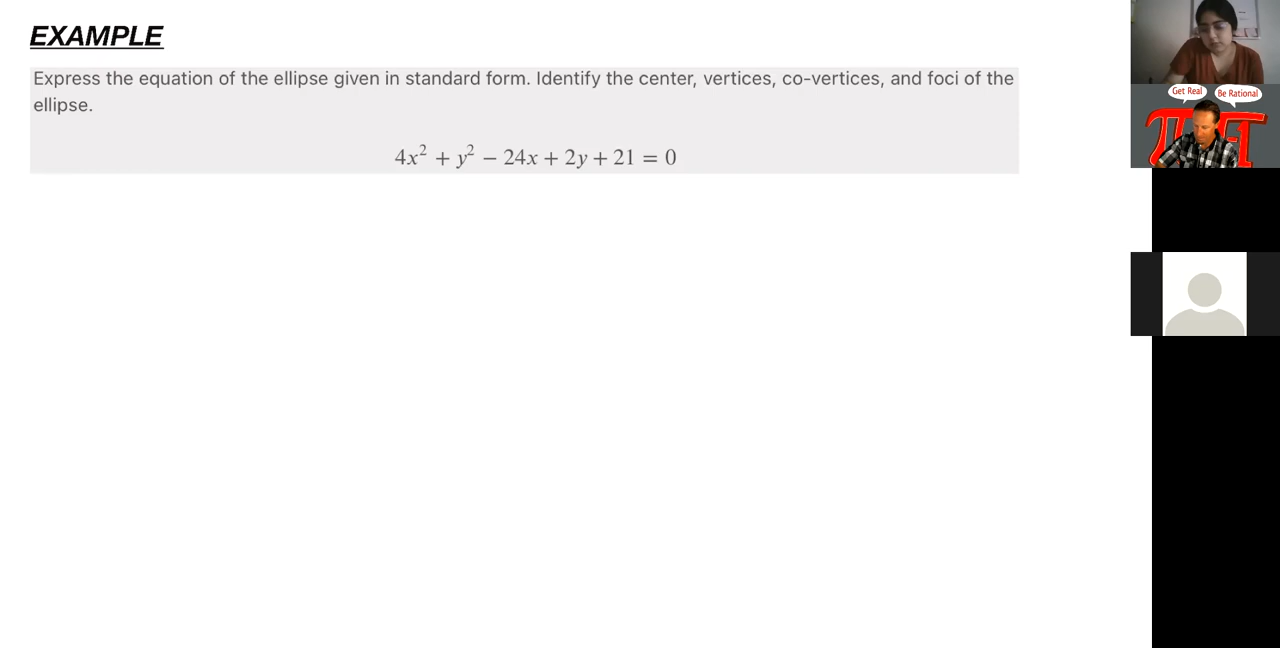 EXAMPLE
Express the equation of the ellipse given in standard form. Identify the center, vertices, co-vertices, and foci of the
ellipse.
4x² + y² − 24x + 2y + 21 = 0
Get Real
Be Rational